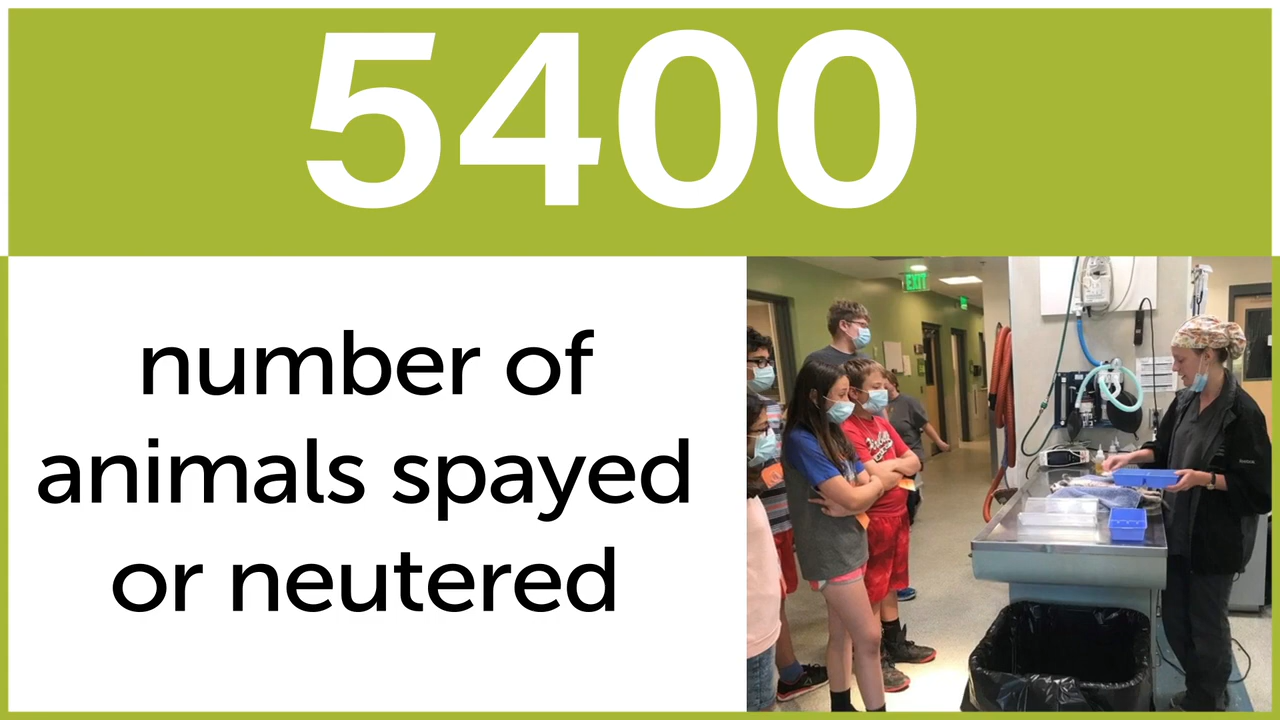 5400
number of
animals spayed
or neutered
EXIT